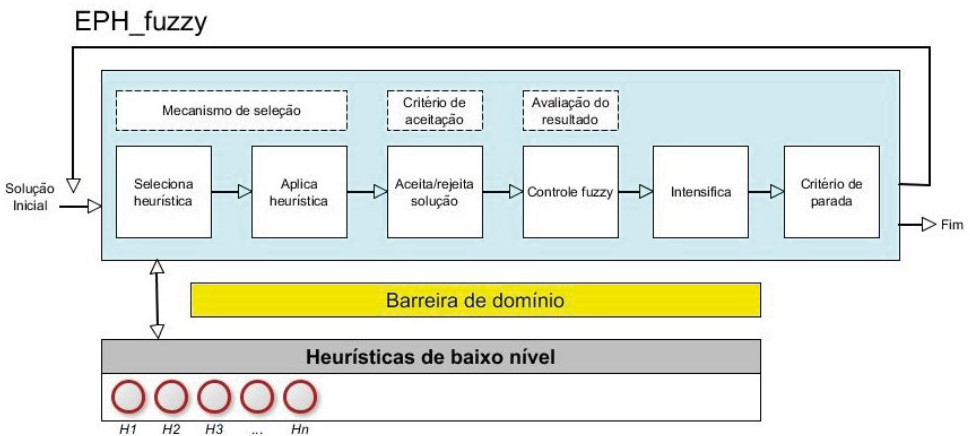 EPH_fuzzy
Mecanismo de seleção
Critério de
aceitação
Avaliação do
resultado
Solução
Inicial
Seleciona
heurística
Aplica
heurística
Aceita/rejeita
solução
Controle fuzzy
Intensifica
Critério de
parada
Fim
Barreira de domínio
Heurísticas de baixo nível
H1 H2 H3 ... Hn